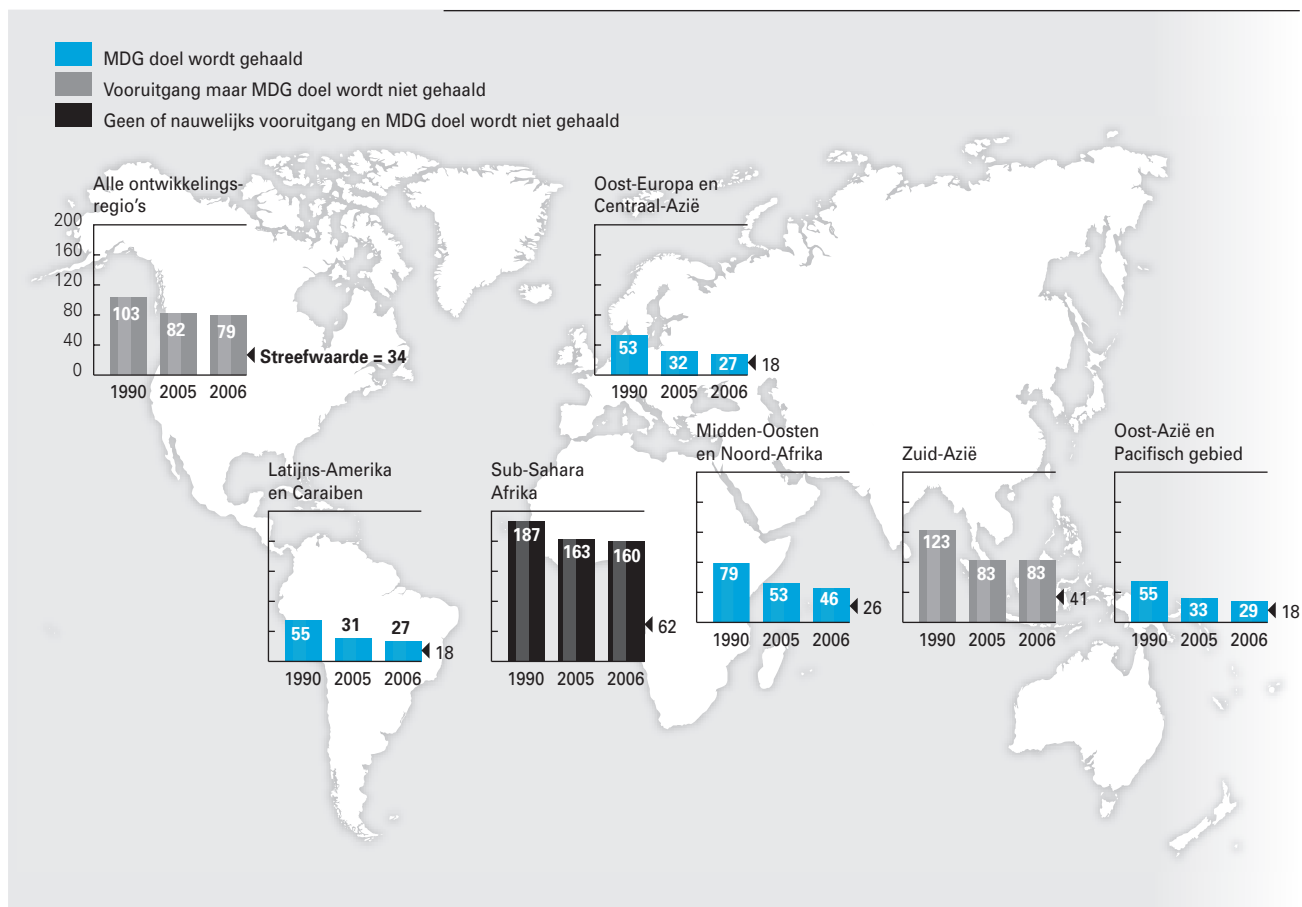 MDG doel wordt gehaald
Vooruitgang maar MDG doel wordt niet gehaald
Geen of nauwelijks vooruitgang en MDG doel wordt niet gehaald
Alle ontwikkelings-
regio's
200
160
120
80
40
0
103
82
79
Streefwaarde = 34
1990 2005 2006
Oost-Europa en
Centraal-Azië
53
32
27
18
1990 2005 2006
Latijns-Amerika
en Caraiben
55
31
27
18
1990 2005 2006
Sub-Sahara
Afrika
187
163
160
62
1990 2005 2006
Midden-Oosten
en Noord-Afrika
79
53
46
26
1990 2005 2006
Zuid-Azië
123
83
83
41
1990 2005 2006
Oost-Azië en
Pacifisch gebied
55
33
29
18
1990 2005 2006